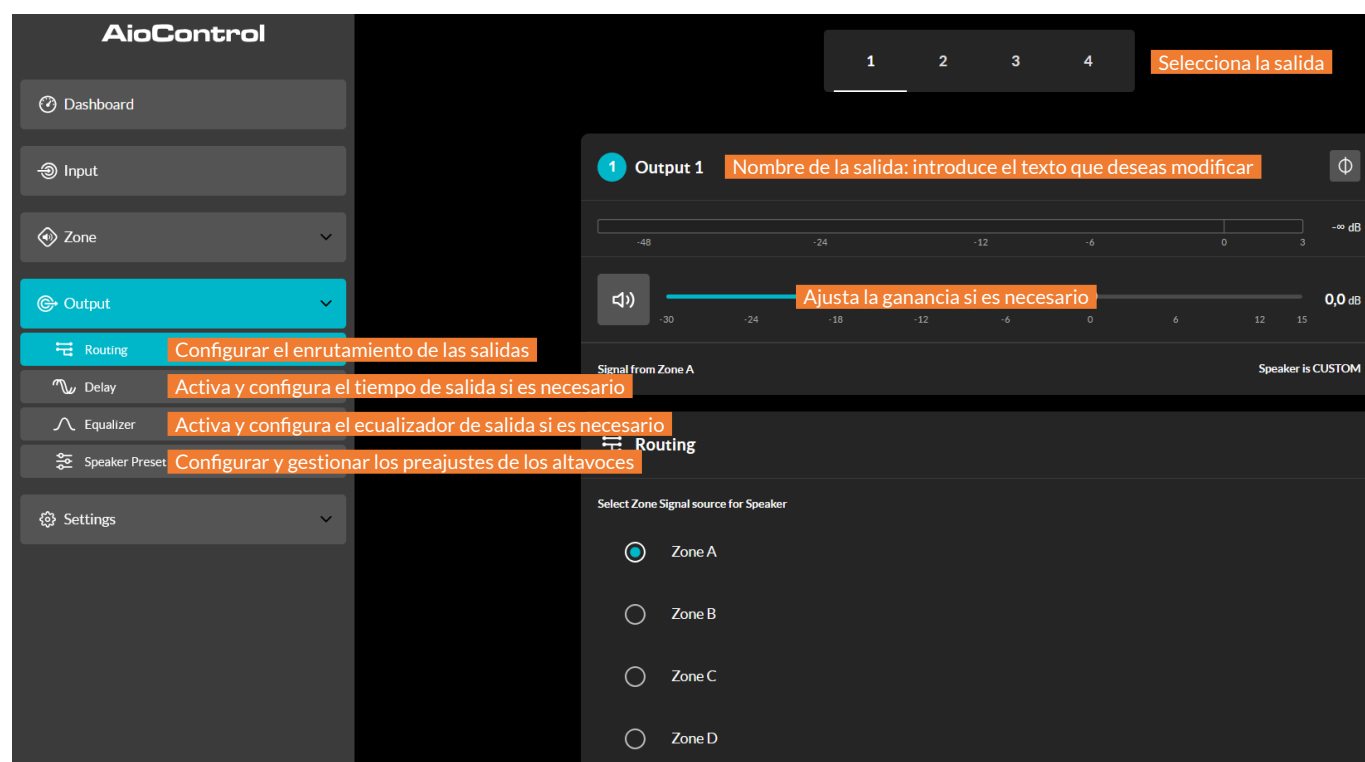 AioControl
Dashboard
Input
Zone
Output
Routing Configurar el enrutamiento de las salidas
Delay Activa y configura el tiempo de salida si es necesario
Equalizer Activa y configura el ecualizador de salida si es necesario
Speaker Preset Configurar y gestionar los preajustes de los altavoces
Settings
1 2 3 4 Selecciona la salida
1 Output 1 Nombre de la salida: introduce el texto que deseas modificar
-∞ dB
-48 -24 -12 -6 0 3
Ajusta la ganancia si es necesario 0,0 dB
-30 -24 -18 -12 -6 0 6 12 15
Signal from Zone A Speaker is CUSTOM
Routing
Select Zone Signal source for Speaker
Zone A
Zone B
Zone C
Zone D